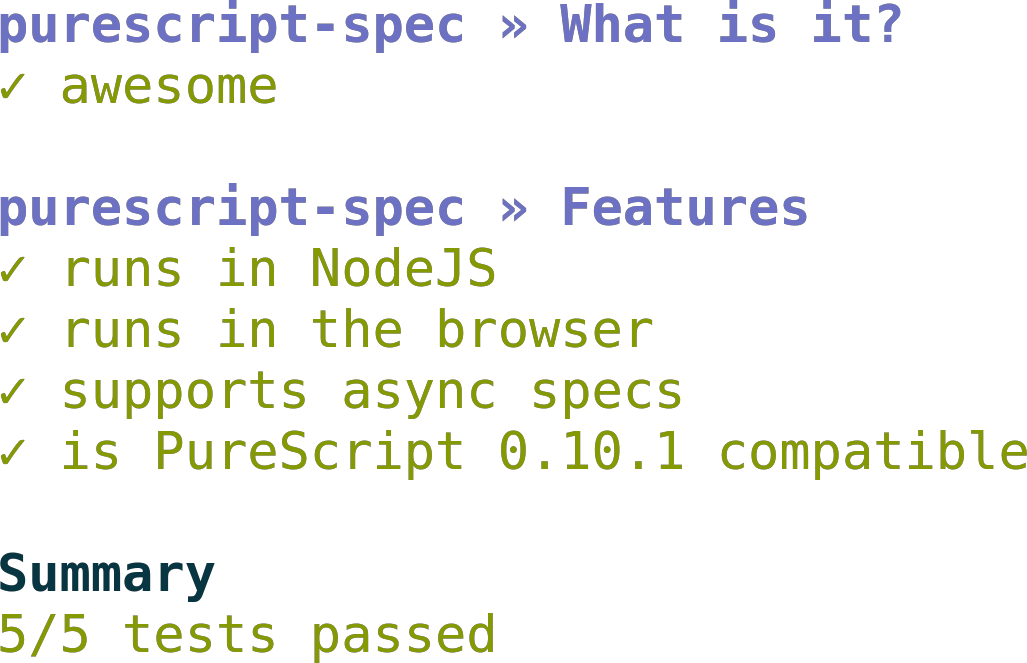 purescript-spec » What is it?
✓ awesome
purescript-spec » Features
✓ runs in NodeJS
✓ runs in the browser
✓ supports async specs
✓ is PureScript 0.10.1 compatible
Summary
5/5 tests passed